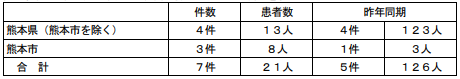 件数 患者数 昨年同期
熊本県（熊本市を除く） ４件 １３人 ４件 １２３人
熊本市 ３件 ８人 １件 ３人
合 計 ７件 ２１人 ５件 １２６人